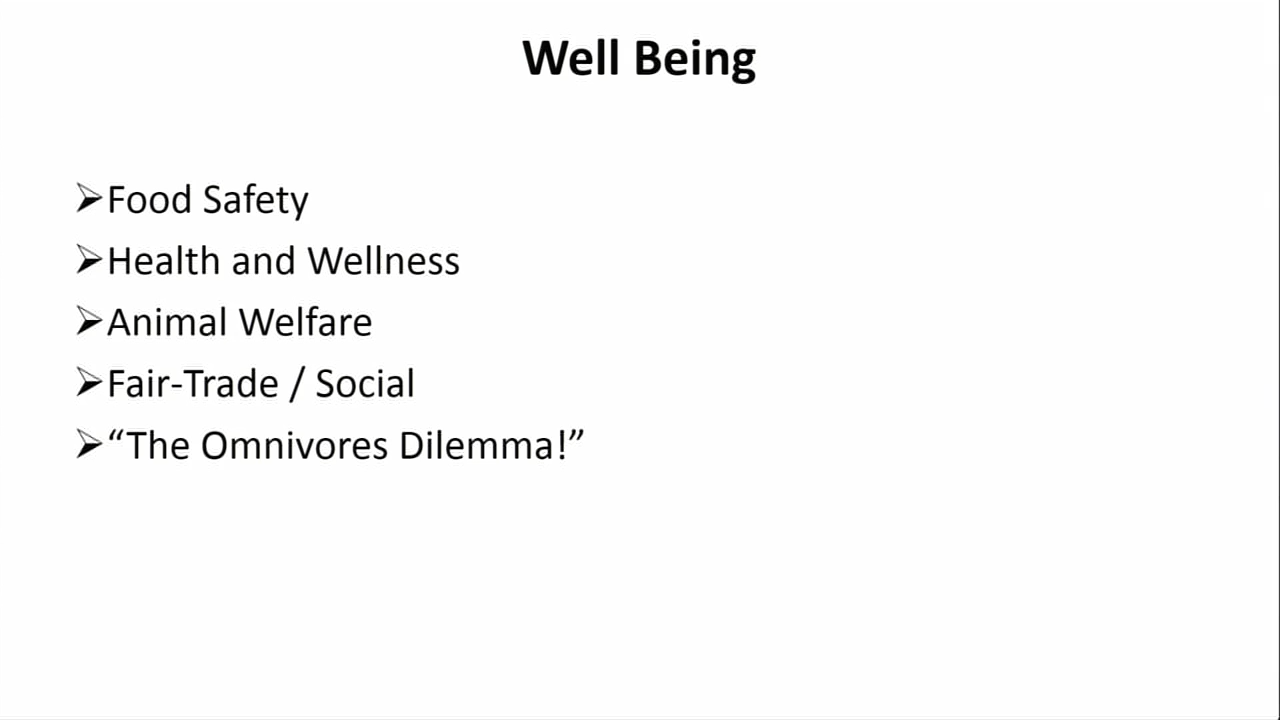 Well Being
➢Food Safety
➢Health and Wellness
➢Animal Welfare
➢Fair-Trade / Social
➢“The Omnivores Dilemma!”